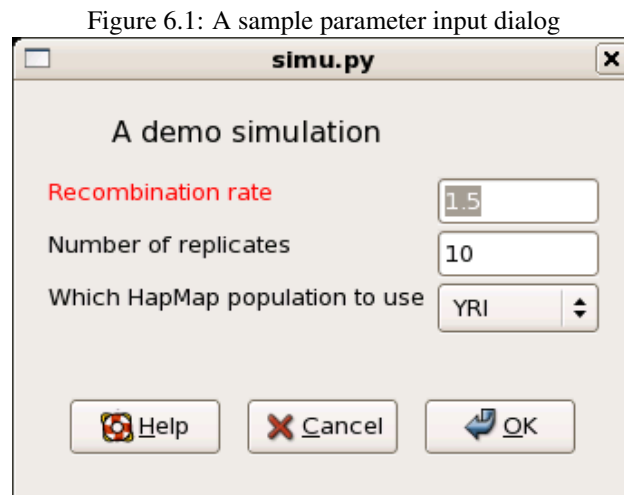 Figure 6.1: A sample parameter input dialog
simu.py
A demo simulation
Recombination rate
1.5
Number of replicates
10
Which HapMap population to use
YRI
Help
Cancel
OK